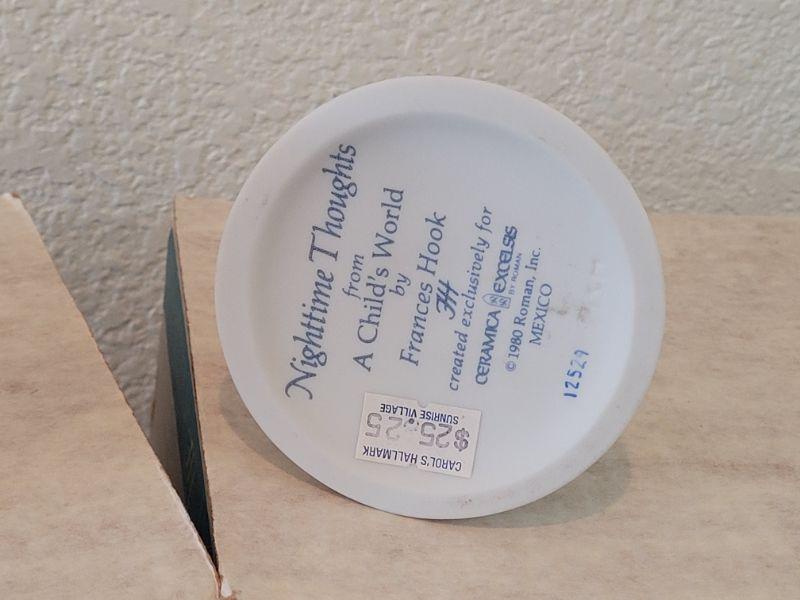 Nighttime Thoughts
from
A Child's World
by
Frances Hook
FH
created exclusively for
CERAMICA EXCELSIS
BY ROMAN
© 1980 Roman, Inc.
MEXICO
12529
CAROL'S HALLMARK
$25.25
SUNRISE VILLAGE